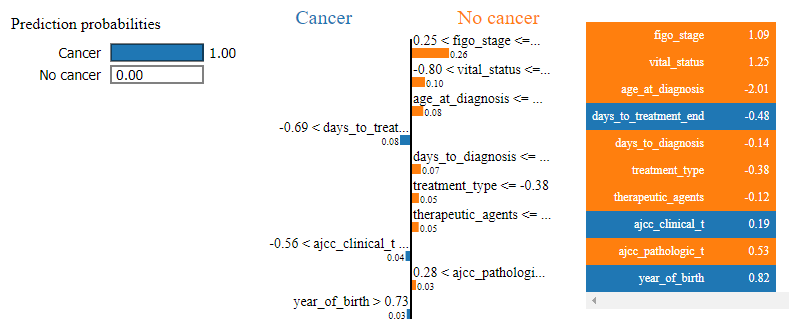 Prediction probabilities
Cancer 1.00
No cancer 0.00
Cancer No cancer
0.25 < figo_stage <=...
0.26
-0.80 < vital_status <=...
0.10
age_at_diagnosis <= ...
0.08
-0.69 < days_to_treat...
0.08
days_to_diagnosis <= ...
0.07
treatment_type <= -0.38
0.05
therapeutic_agents <= ...
0.05
-0.56 < ajcc_clinical_t ...
0.04
0.28 < ajcc_pathologi...
0.03
year_of_birth > 0.73
0.03
figo_stage 1.09
vital_status 1.25
age_at_diagnosis -2.01
days_to_treatment_end -0.48
days_to_diagnosis -0.14
treatment_type -0.38
therapeutic_agents -0.12
ajcc_clinical_t 0.19
ajcc_pathologic_t 0.53
year_of_birth 0.82